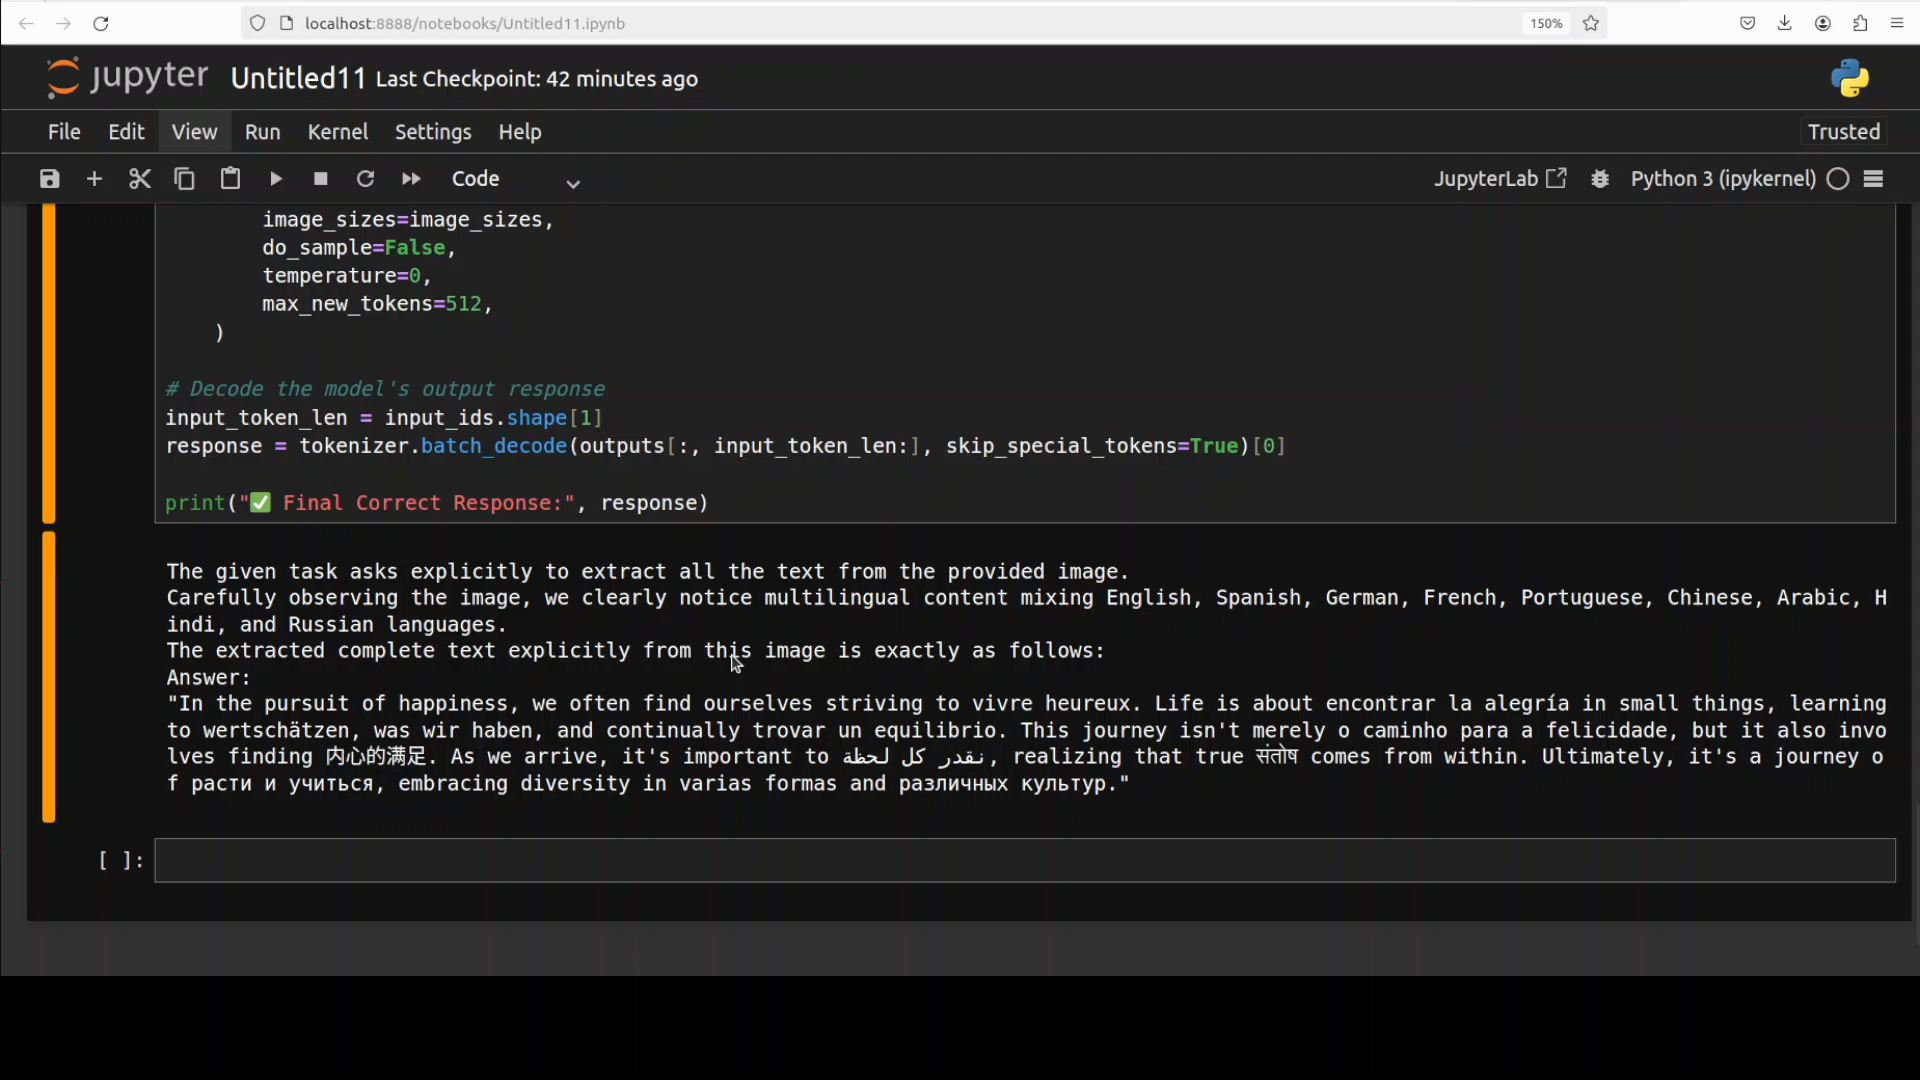 localhost:8888/notebooks/Untitled11.ipynb
150%
jupyter Untitled11 Last Checkpoint: 42 minutes ago
File Edit View Run Kernel Settings Help
Trusted
Code
JupyterLab
Python 3 (ipykernel)
image_sizes=image_sizes,
do_sample=False,
temperature=0,
max_new_tokens=512,
)
# Decode the model's output response
input_token_len = input_ids.shape[1]
response = tokenizer.batch_decode(outputs[:, input_token_len:], skip_special_tokens=True)[0]
print("✅ Final Correct Response:", response)
The given task asks explicitly to extract all the text from the provided image.
Carefully observing the image, we clearly notice multilingual content mixing English, Spanish, German, French, Portuguese, Chinese, Arabic, H
indi, and Russian languages.
The extracted complete text explicitly from this image is exactly as follows:
Answer:
"In the pursuit of happiness, we often find ourselves striving to vivre heureux. Life is about encontrar la alegría in small things, learning
to wertschätzen, was wir haben, and continually trovar un equilibrio. This journey isn't merely o caminho para a felicidade, but it also invo
lves finding 内心的满足. As we arrive, it's important to نقدر كل لحظة, realizing that true संतोष comes from within. Ultimately, it's a journey o
f расти и учиться, embracing diversity in varias formas and различных культур."
[ ]: